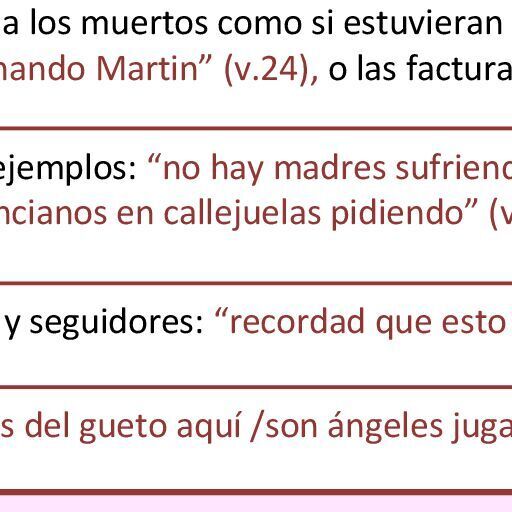 a los muertos como si estuvieran
nando Martin” (v.24), o las factura
ejemplos: “no hay madres sufriend
ncianos en callejuelas pidiendo” (v
y seguidores: “recordad que esto
s del gueto aquí /son ángeles juga